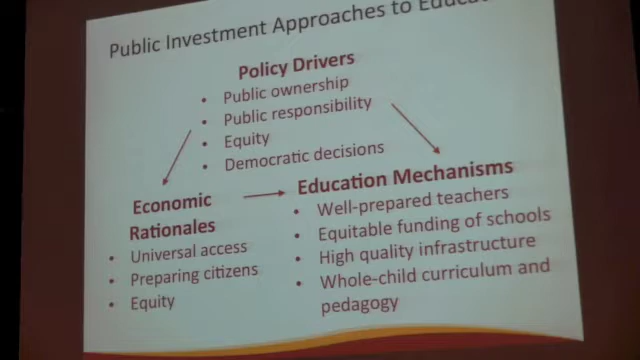 Public Investment Approaches to
Policy Drivers
• Public ownership
• Public responsibility
• Equity
• Democratic decisions
Economic
Rationales
• Universal access
• Preparing citizens
• Equity
Education Mechanisms
• Well-prepared teachers
• Equitable funding of schools
• High quality infrastructure
• Whole-child curriculum and
pedagogy